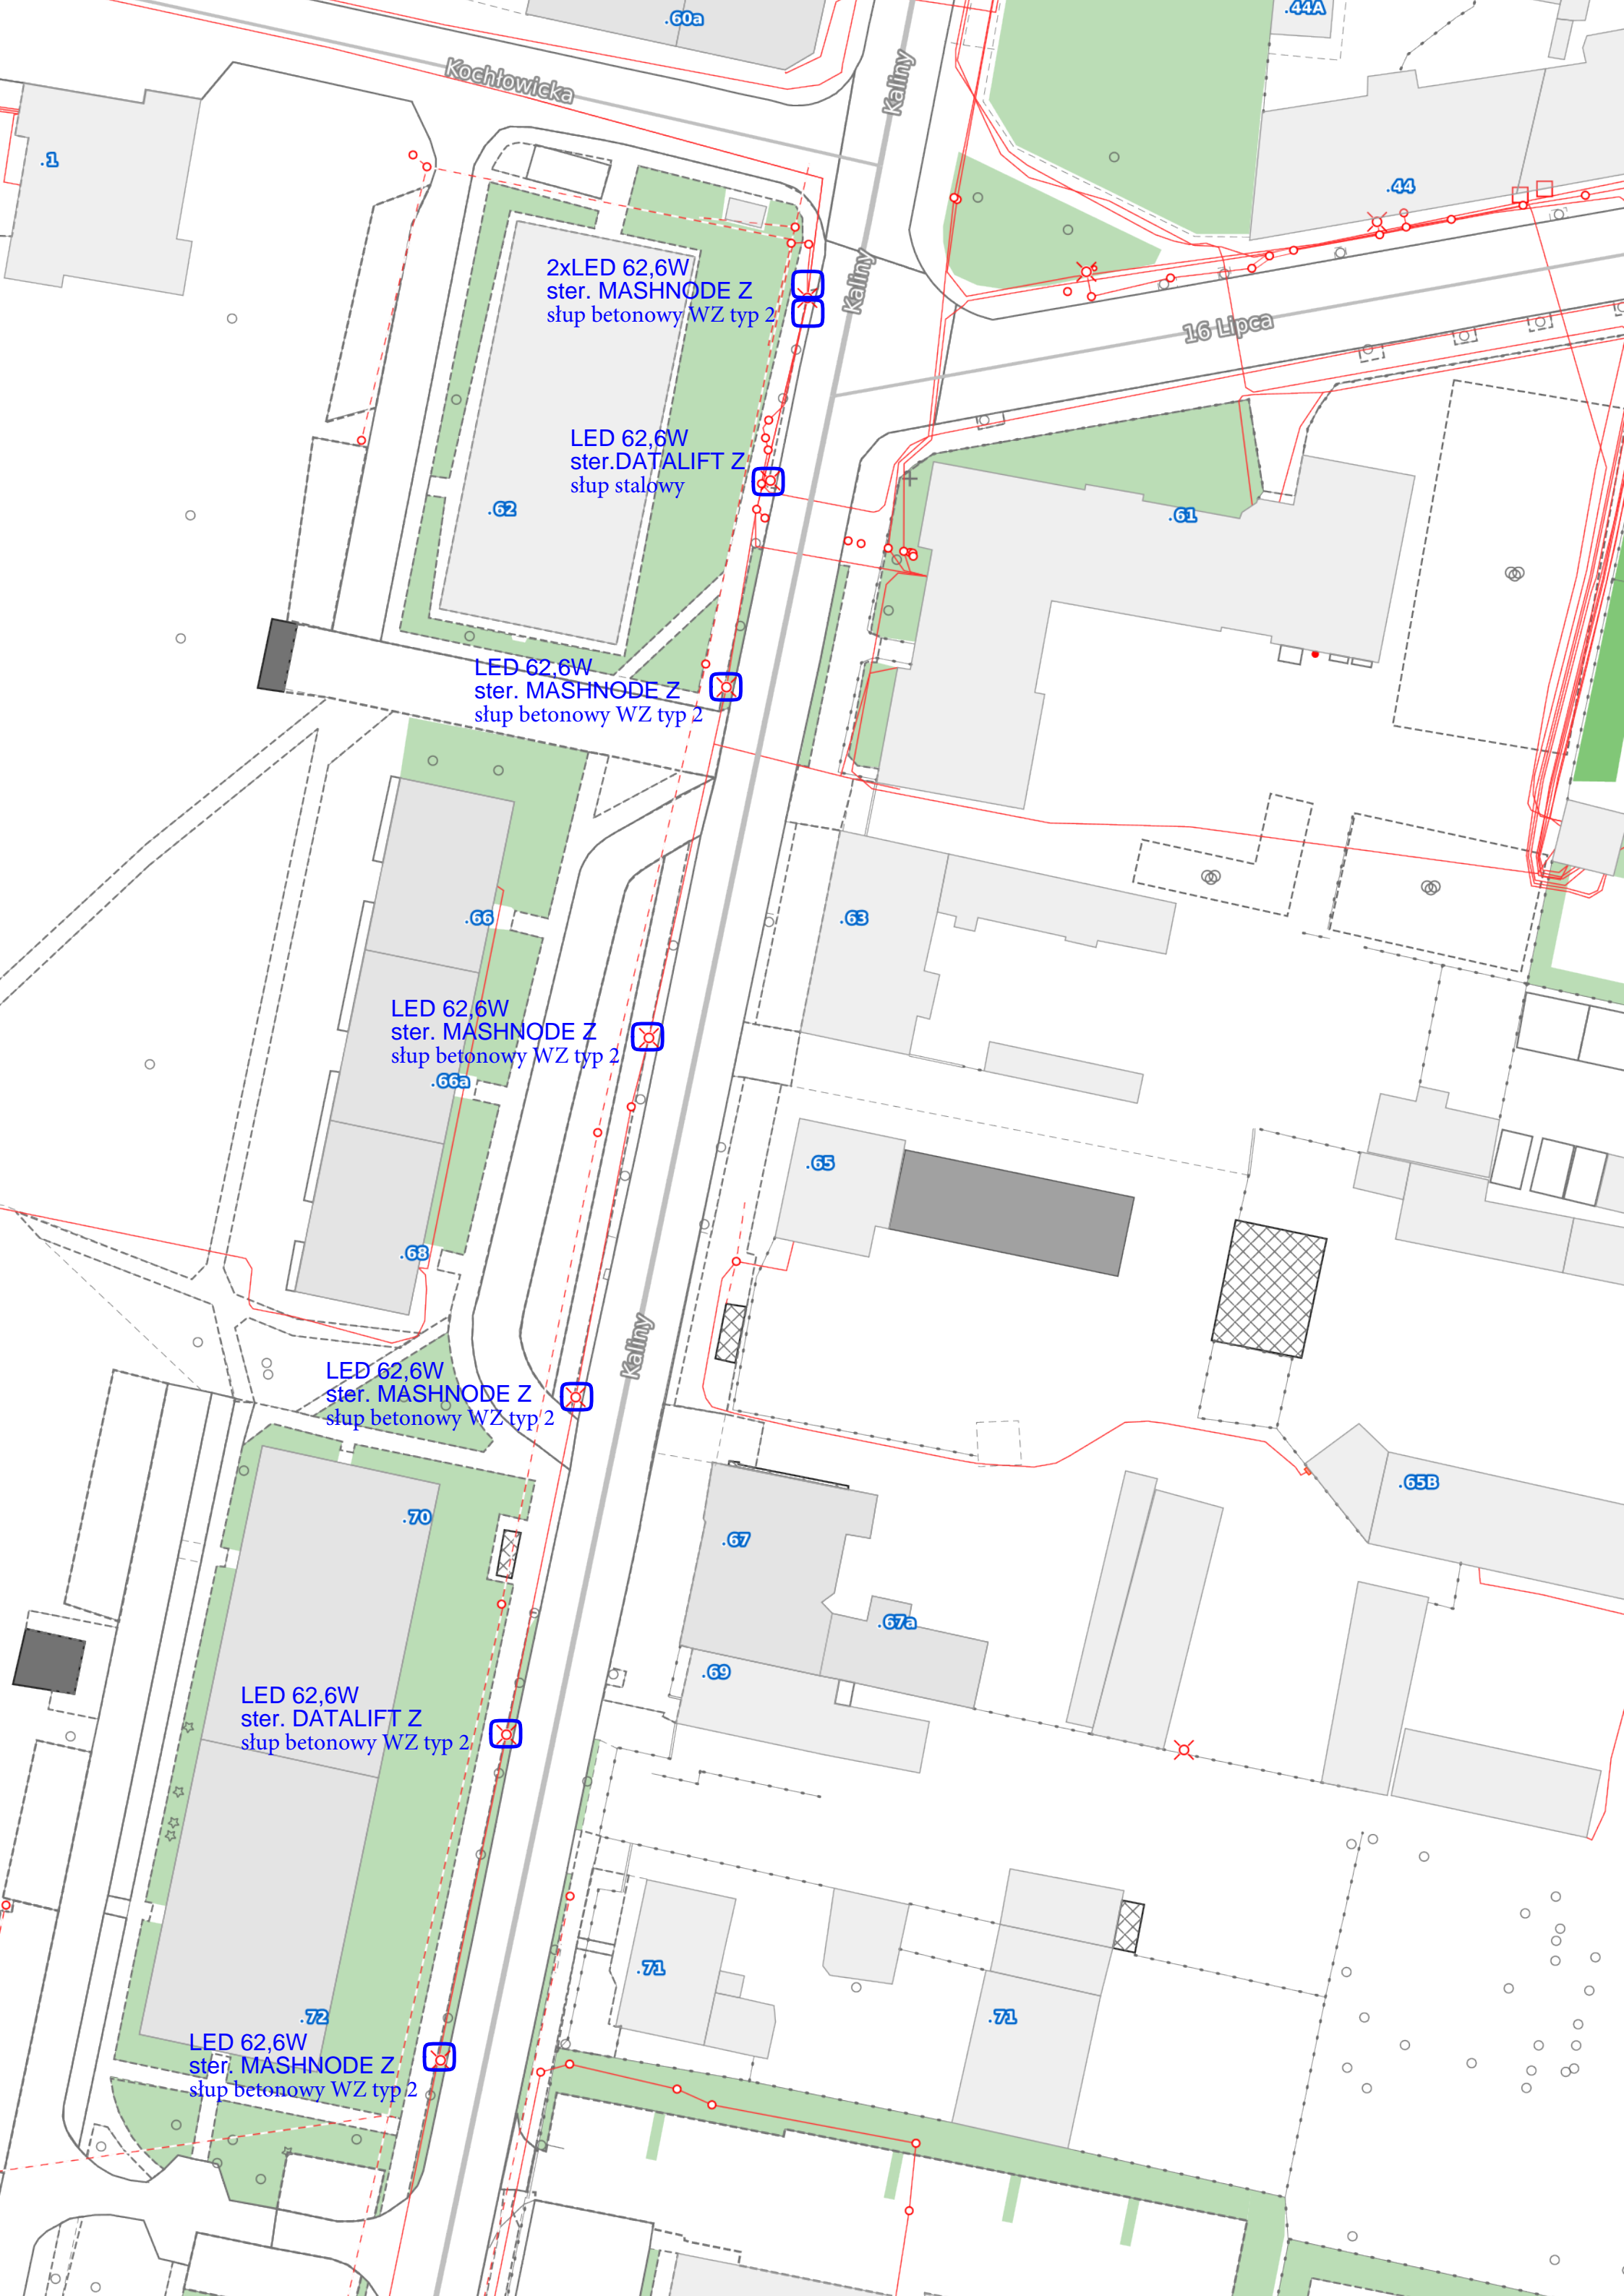 .60a
.44A
Kochłowicka
Kaliny
.1
.44
2xLED 62,6W
ster. MASHNODE Z
słup betonowy WZ typ 2
Kaliny
16 Lipca
LED 62,6W
ster.DATALIFT Z
słup stalowy
.62
.61
LED 62,6W
ster. MASHNODE Z
słup betonowy WZ typ 2
.66
.63
LED 62,6W
ster. MASHNODE Z
słup betonowy WZ typ 2
.66a
.65
.68
Kaliny
LED 62,6W
ster. MASHNODE Z
słup betonowy WZ typ 2
.65B
.70
.67
.67a
.69
LED 62,6W
ster. DATALIFT Z
słup betonowy WZ typ 2
.71
.72
.71
LED 62,6W
ster. MASHNODE Z
słup betonowy WZ typ 2